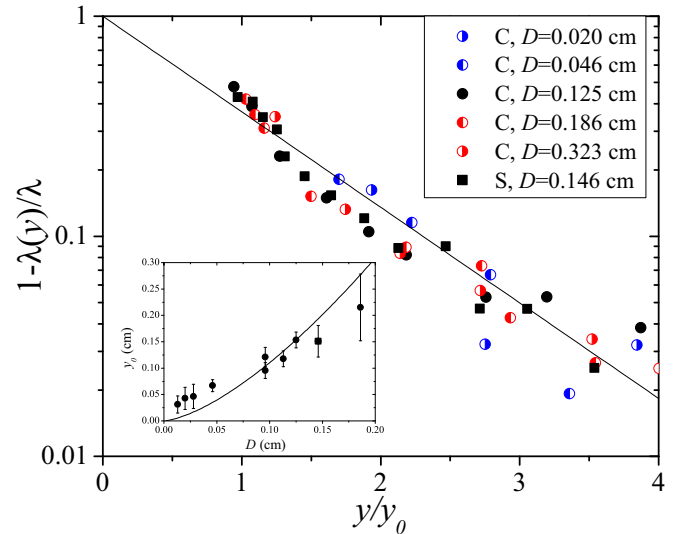 1
0.1
0.01
1-λ(y)/λ
0 1 2 3 4
y/y₀
C, D=0.020 cm
C, D=0.046 cm
C, D=0.125 cm
C, D=0.186 cm
C, D=0.323 cm
S, D=0.146 cm
0.30
0.25
0.20
0.15
0.10
0.05
0.00
y₀ (cm)
0.00 0.05 0.10 0.15 0.20
D (cm)